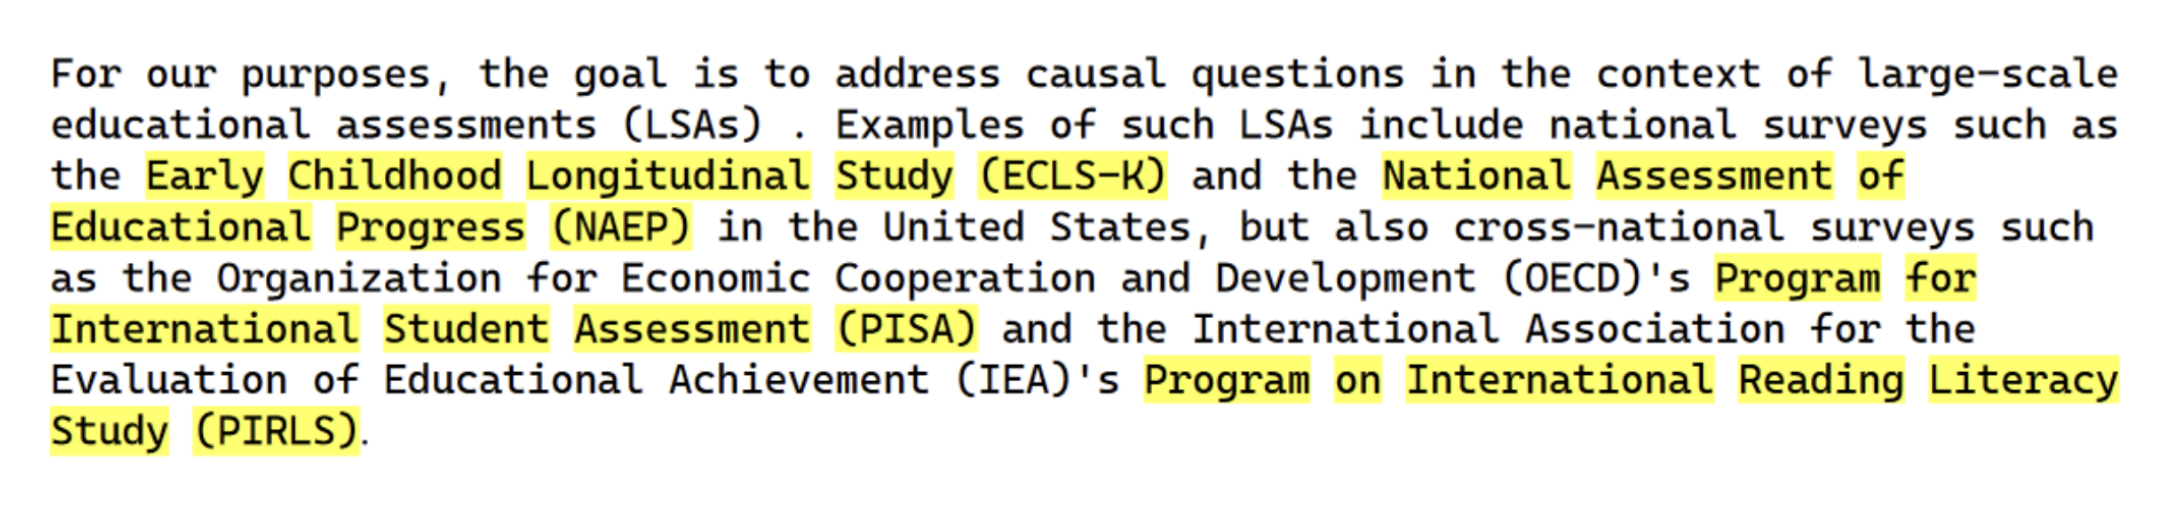 For our purposes, the goal is to address causal questions in the context of large-scale
educational assessments (LSAs) . Examples of such LSAs include national surveys such as
the Early Childhood Longitudinal Study (ECLS-K) and the National Assessment of
Educational Progress (NAEP) in the United States, but also cross-national surveys such
as the Organization for Economic Cooperation and Development (OECD)'s Program for
International Student Assessment (PISA) and the International Association for the
Evaluation of Educational Achievement (IEA)'s Program on International Reading Literacy
Study (PIRLS).